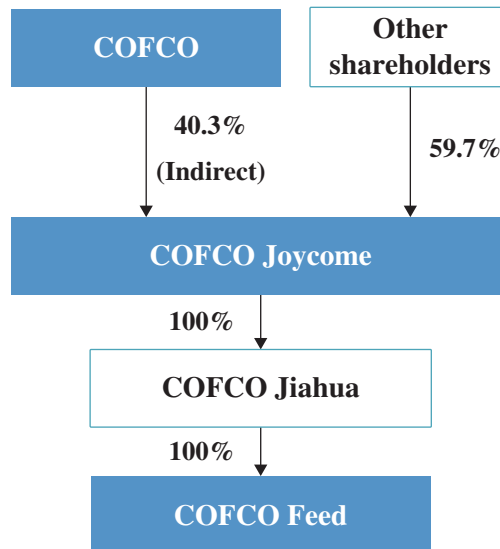 COFCO
Other
shareholders
40.3%
(Indirect)
59.7%
COFCO Joycome
100%
COFCO Jiahua
100%
COFCO Feed